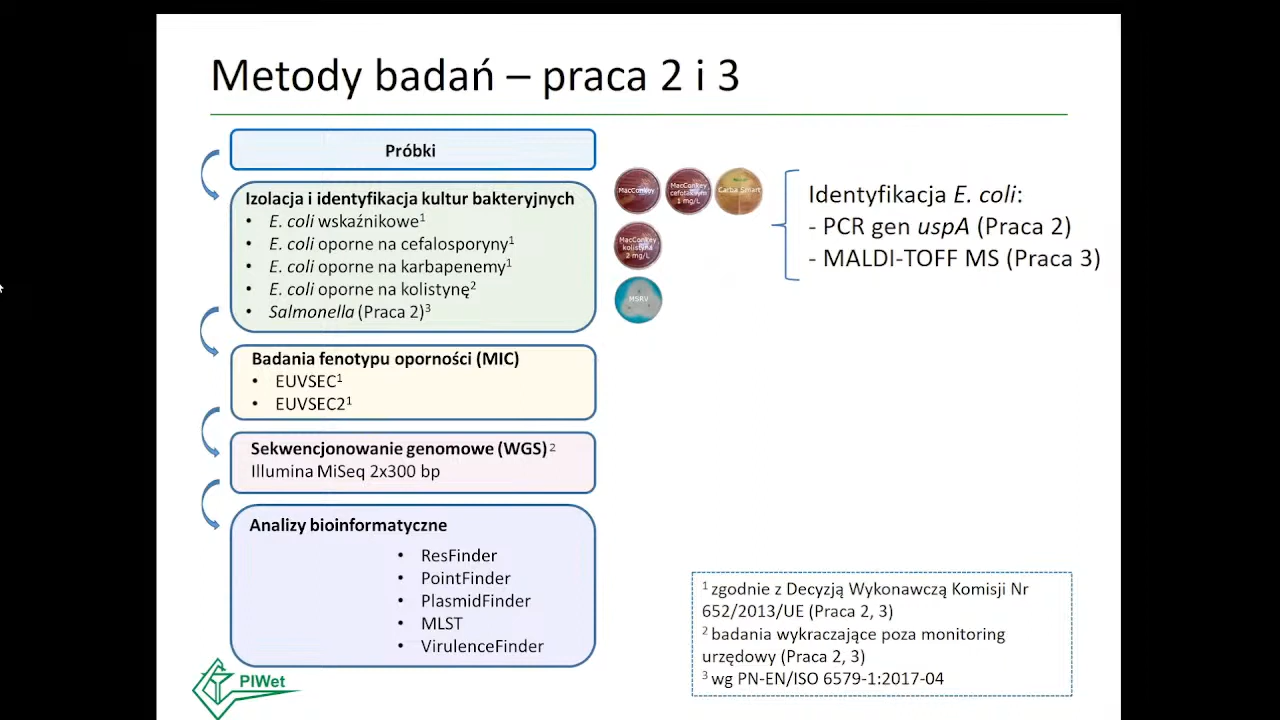 Metody badań – praca 2 i 3
Próbki
Izolacja i identyfikacja kultur bakteryjnych
• E. coli wskaźnikowe¹
• E. coli oporne na cefalosporyny¹
• E. coli oporne na karbapenemy¹
• E. coli oporne na kolistynę²
• Salmonella (Praca 2)³
MacConkey
MacConkey
cefotaksym
1 mg/L
Carba Smart
MacConkey
kolistyna
2 mg/L
MSRV
Identyfikacja E. coli:
- PCR gen uspA (Praca 2)
- MALDI-TOFF MS (Praca 3)
Badania fenotypu oporności (MIC)
• EUVSEC¹
• EUVSEC2¹
Sekwencjonowanie genomowe (WGS) ²
Illumina MiSeq 2x300 bp
Analizy bioinformatyczne
• ResFinder
• PointFinder
• PlasmidFinder
• MLST
• VirulenceFinder
¹ zgodnie z Decyzją Wykonawczą Komisji Nr
652/2013/UE (Praca 2, 3)
² badania wykraczające poza monitoring
urzędowy (Praca 2, 3)
³ wg PN-EN/ISO 6579-1:2017-04
PIWet